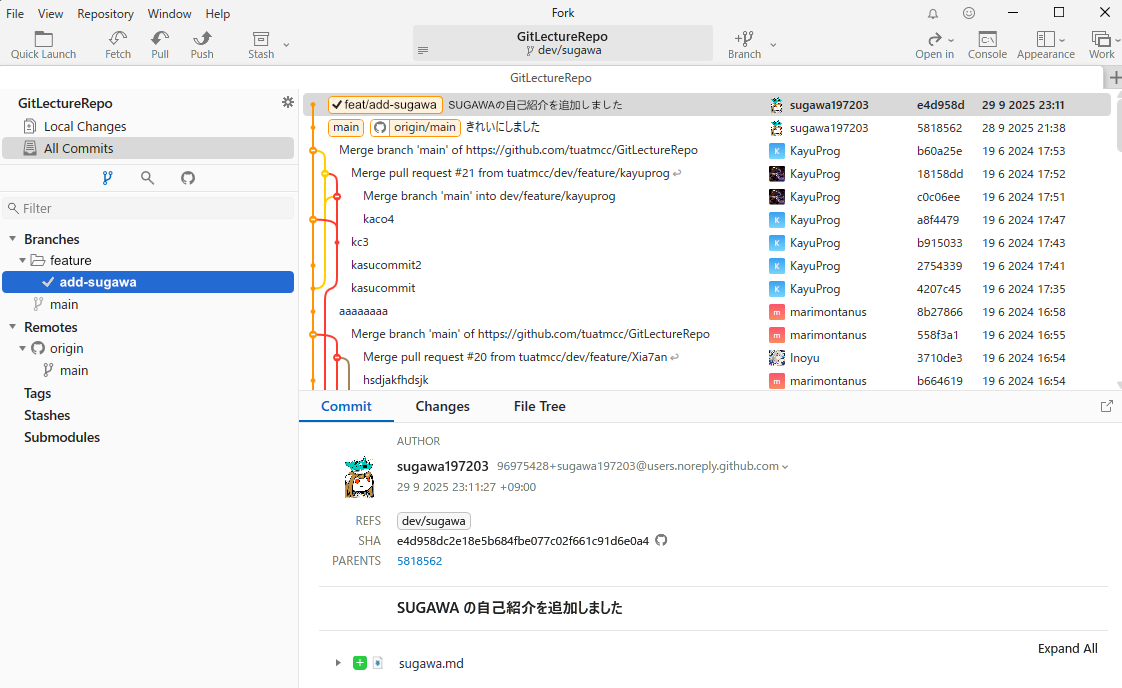 File View Repository Window Help Fork
Quick Launch Fetch Pull Push Stash GitLectureRepo dev/sugawa Branch Open in Console Appearance Work
GitLectureRepo
GitLectureRepo
Local Changes
All Commits
Filter
Branches
feature
add-sugawa
main
Remotes
origin
main
Tags
Stashes
Submodules
feat/add-sugawa SUGAWAの自己紹介を追加しました sugawa197203 e4d958d 29 9 2025 23:11
main origin/main きれいにしました sugawa197203 5818562 28 9 2025 21:38
Merge branch 'main' of https://github.com/tuatmcc/GitLectureRepo K KayuProg b60a25e 19 6 2024 17:53
Merge pull request #21 from tuatmcc/dev/feature/kayuprog KayuProg 18158dd 19 6 2024 17:52
Merge branch 'main' into dev/feature/kayuprog KayuProg c0c06ee 19 6 2024 17:51
kaco4 K KayuProg a8f4479 19 6 2024 17:47
kc3 K KayuProg b915033 19 6 2024 17:43
kasucommit2 K KayuProg 2754339 19 6 2024 17:41
kasucommit K KayuProg 4207c45 19 6 2024 17:35
aaaaaaaa m marimontanus 8b27866 19 6 2024 16:58
Merge branch 'main' of https://github.com/tuatmcc/GitLectureRepo m marimontanus 558f3a1 19 6 2024 16:55
Merge pull request #20 from tuatmcc/dev/feature/Xia7an Inoyu 3710de3 19 6 2024 16:54
hsdjakfhdsjk m marimontanus b664619 19 6 2024 16:54
Commit Changes File Tree
AUTHOR
sugawa197203 96975428+sugawa197203@users.noreply.github.com
29 9 2025 23:11:27 +09:00
REFS dev/sugawa
SHA e4d958dc2e18e5b684fbe077c02f661c91d6e0a4
PARENTS 5818562
SUGAWA の自己紹介を追加しました
Expand All
sugawa.md